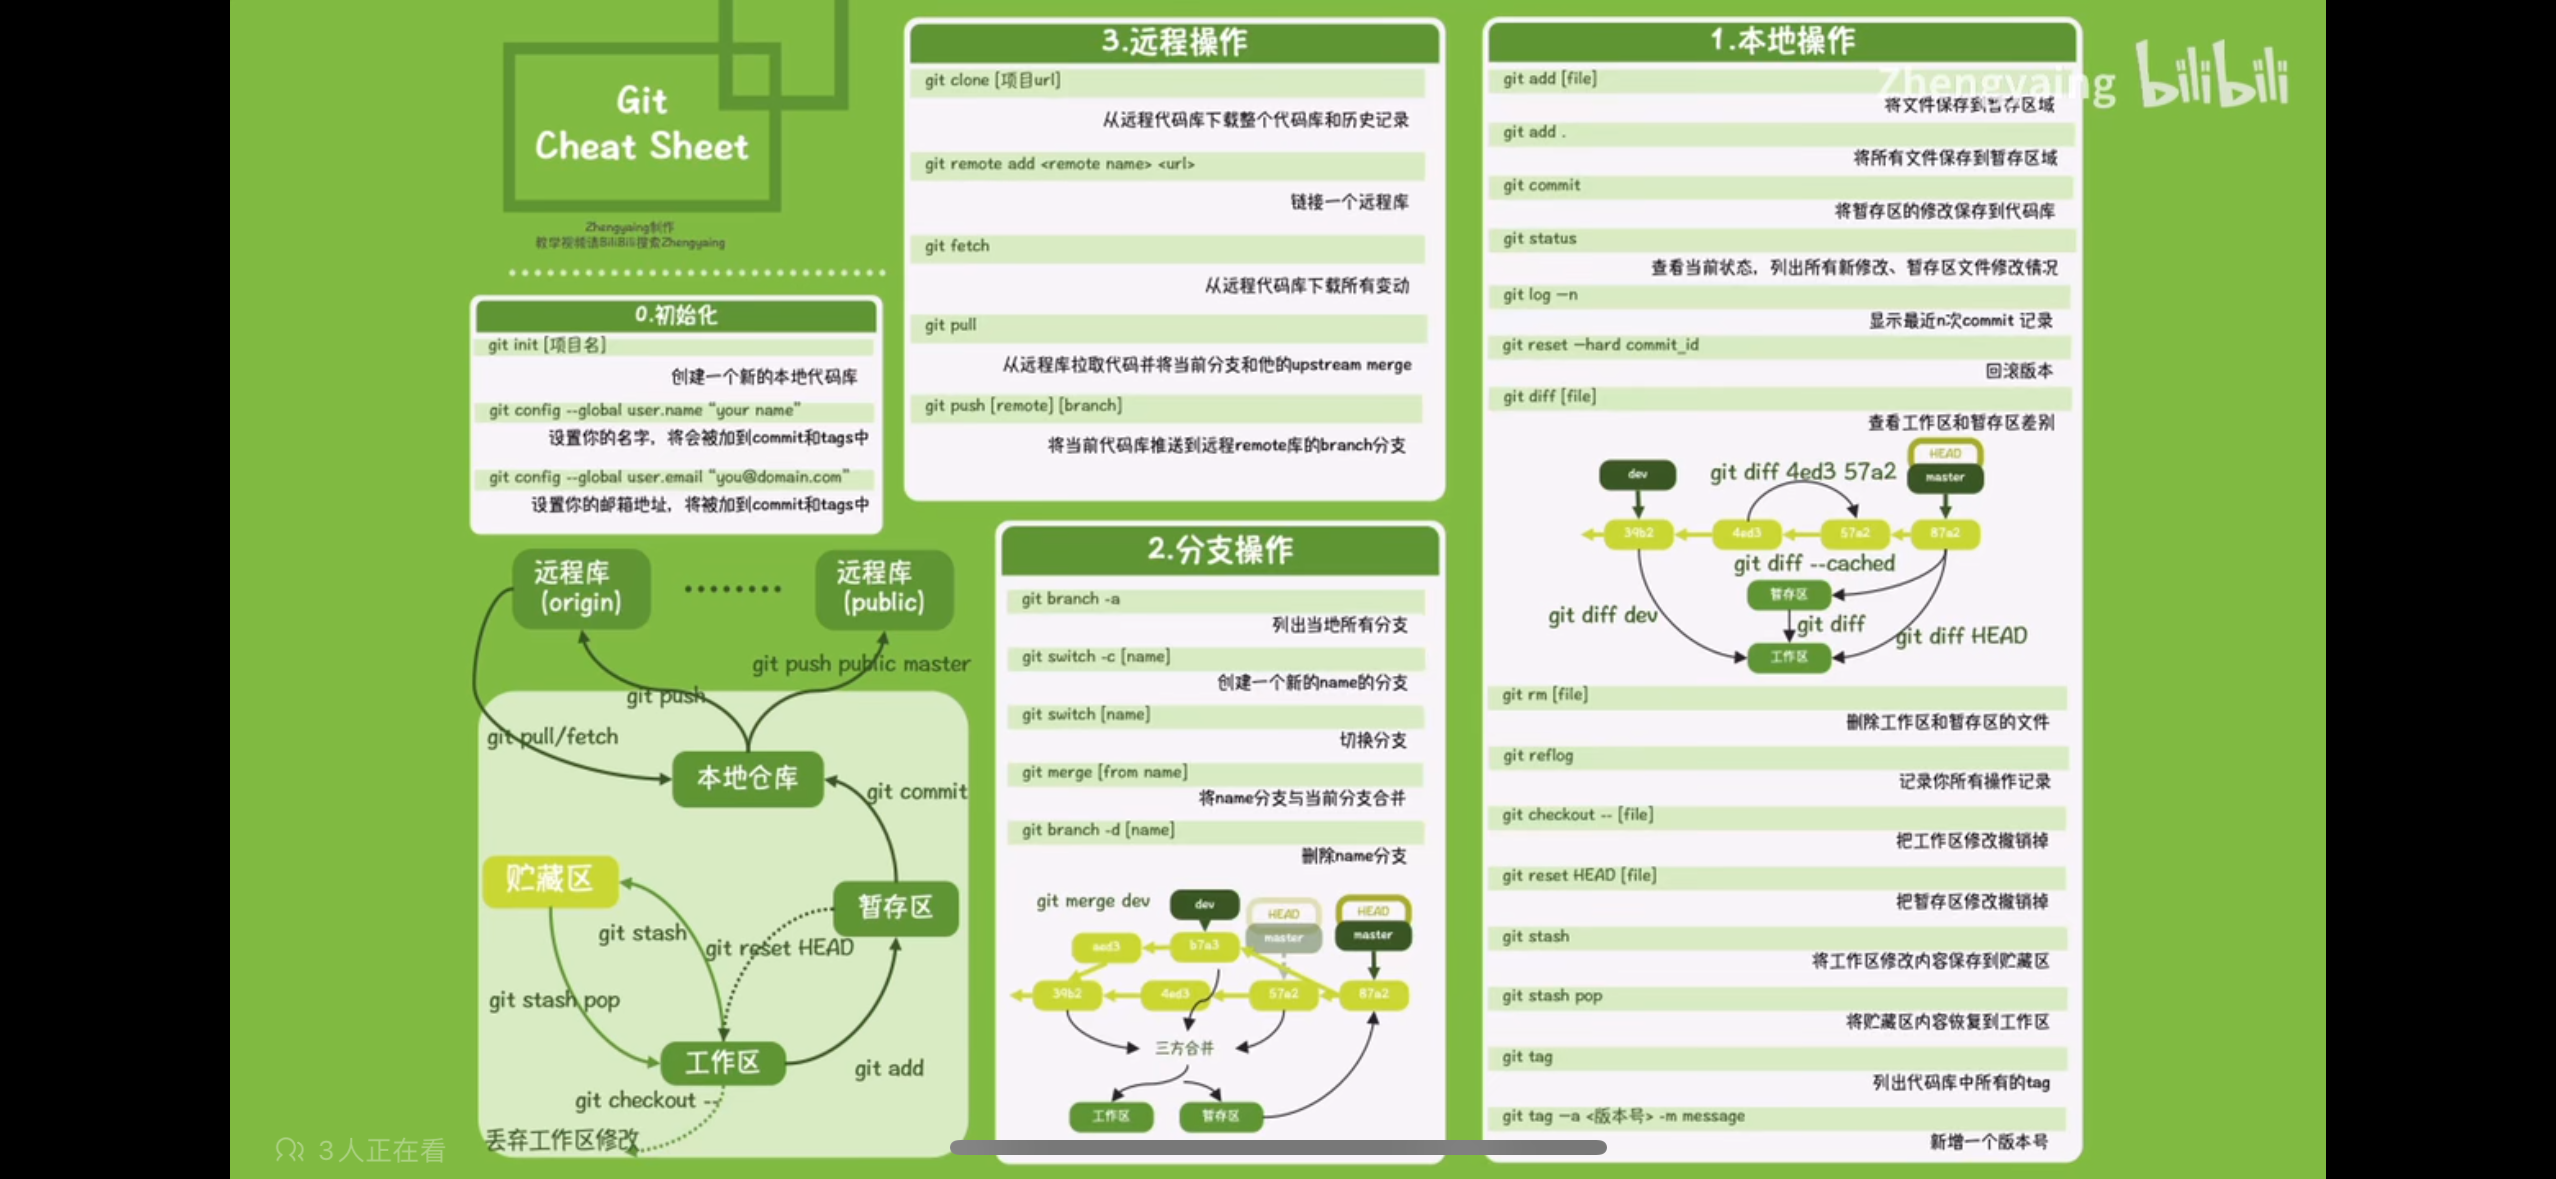 Git
Cheat Sheet
Zhengyaing制作
教学视频请BiliBili搜索Zhengyaing
0.初始化
git init [项目名]
创建一个新的本地代码库
git config --global user.name “your name”
设置你的名字，将会被加到commit和tags中
git config --global user.email “you@domain.com”
设置你的邮箱地址，将被加到commit和tags中
远程库
(origin)
远程库
(public)
git push public master
git push
git pull/fetch
本地仓库
git commit
贮藏区
暂存区
git stash
git reset HEAD
git stash pop
工作区
git add
git checkout --
丢弃工作区修改
3人正在看
3.远程操作
git clone [项目url]
从远程代码库下载整个代码库和历史记录
git remote add <remote name> <url>
链接一个远程库
git fetch
从远程代码库下载所有变动
git pull
从远程库拉取代码并将当前分支和他的upstream merge
git push [remote] [branch]
将当前代码库推送到远程remote库的branch分支
2.分支操作
git branch -a
列出当地所有分支
git switch -c [name]
创建一个新的name的分支
git switch [name]
切换分支
git merge [from name]
将name分支与当前分支合并
git branch -d [name]
删除name分支
git merge dev
dev
HEAD
master
HEAD
master
aed3
b7a3
39b2
4ed3
57a2
87a2
三方合并
工作区
暂存区
1.本地操作
Zhengyaing bilibili
git add [file]
将文件保存到暂存区域
git add .
将所有文件保存到暂存区域
git commit
将暂存区的修改保存到代码库
git status
查看当前状态，列出所有新修改、暂存区文件修改情况
git log —n
显示最近n次commit 记录
git reset —hard commit_id
回滚版本
git diff [file]
查看工作区和暂存区差别
HEAD
dev
git diff 4ed3 57a2
master
39b2
4ed3
57a2
87a2
git diff --cached
暂存区
git diff dev
git diff
git diff HEAD
工作区
git rm [file]
删除工作区和暂存区的文件
git reflog
记录你所有操作记录
git checkout -- [file]
把工作区修改撤销掉
git reset HEAD [file]
把暂存区修改撤销掉
git stash
将工作区修改内容保存到贮藏区
git stash pop
将贮藏区内容恢复到工作区
git tag
列出代码库中所有的tag
git tag —a <版本号> -m message
新增一个版本号